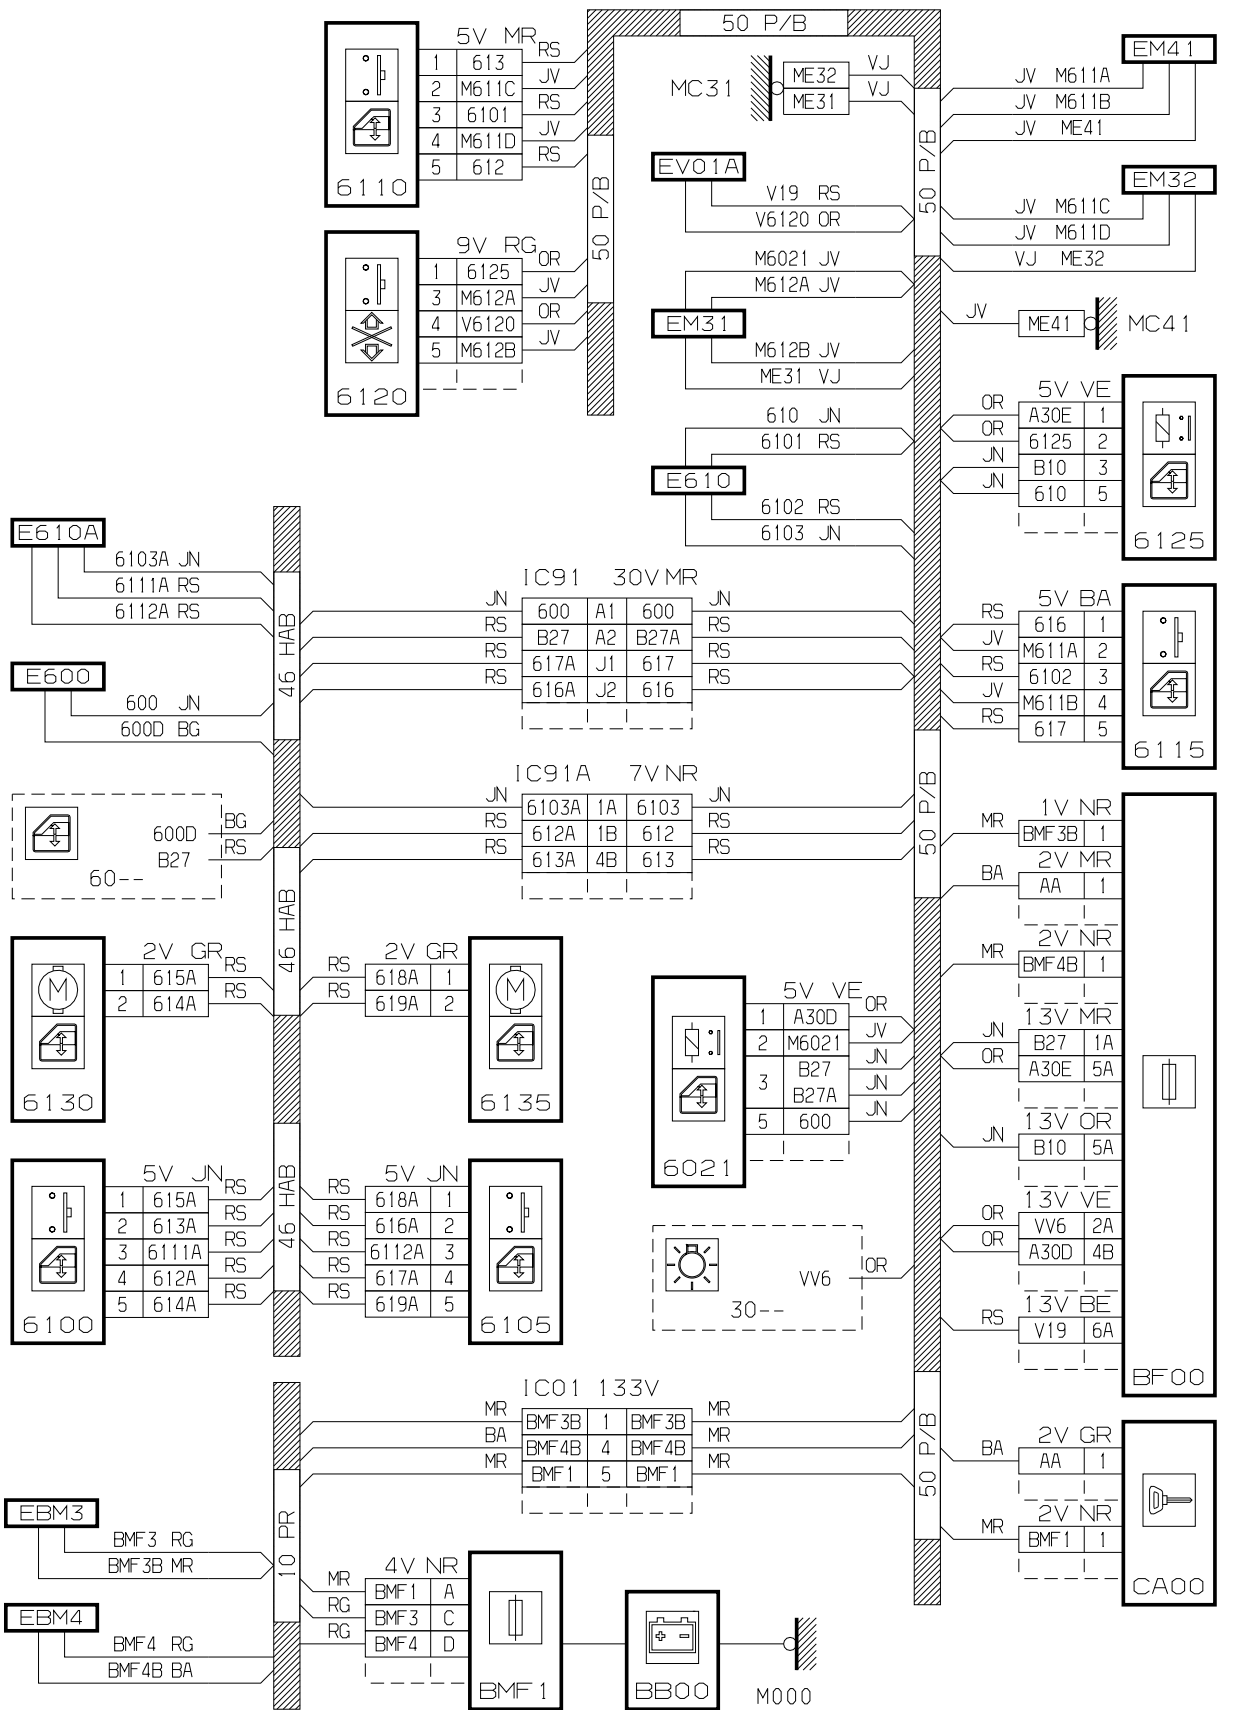 50 P/B
5V MR
RS
1 613
JV
2 M611C
RS
3 6101
JV
4 M611D
RS
5 612
6110
50 P/B
9V RG
OR
1 6125
JV
3 M612A
OR
4 V6120
JV
5 M612B
6120
MC31
ME32 VJ
ME31 VJ
50 P/B
EM41
JV M611A
JV M611B
JV ME41
EV01A
V19 RS
V6120 OR
EM32
JV M611C
JV M611D
VJ ME32
M6021 JV
M612A JV
EM31
M612B JV
ME31 VJ
JV
ME41
MC41
610 JN
6101 RS
E610
6102 RS
6103 JN
5V VE
OR A30E 1
OR 6125 2
JN B10 3
JN 610 5
6125
E610A
6103A JN
6111A RS
6112A RS
46 HAB
E600
600 JN
600D BG
IC91 30V MR
JN 600 A1 600 JN
RS B27 A2 B27A RS
RS 617A J1 617 RS
RS 616A J2 616 RS
5V BA
RS 616 1
JV M611A 2
RS 6102 3
JV M611B 4
RS 617 5
6115
IC91A 7V NR
JN 6103A 1A 6103 JN
RS 612A 1B 612 RS
RS 613A 4B 613 RS
50 P/B
600D BG
B27 RS
60--
46 HAB
1V NR
MR BMF3B 1
2V MR
BA AA 1
2V NR
MR BMF4B 1
13V MR
JN B27 1A
OR A30E 5A
13V OR
JN B10 5A
13V VE
OR VV6 2A
OR A30D 4B
13V BE
RS V19 6A
BF00
2V GR
1 615A RS
2 614A RS
M
6130
2V GR
RS 618A 1
RS 619A 2
M
6135
5V VE
1 A30D OR
2 M6021 JV
3 B27 JN
B27A JN
5 600 JN
6021
5V JN
1 615A RS
2 613A RS
3 6111A RS
4 612A RS
5 614A RS
6100
46 HAB
5V JN
RS 618A 1
RS 616A 2
RS 6112A 3
RS 617A 4
RS 619A 5
6105
VV6 OR
30--
IC01 133V
MR BMF3B 1 BMF3B MR
BA BMF4B 4 BMF4B MR
MR BMF1 5 BMF1 MR
50 P/B
2V GR
BA AA 1
2V NR
MR BMF1 1
CA00
EBM3
BMF3 RG
BMF3B MR
10 PR
EBM4
BMF4 RG
BMF4B BA
4V NR
MR BMF1 A
RG BMF3 C
RG BMF4 D
BMF1
+ -
BB00
M000